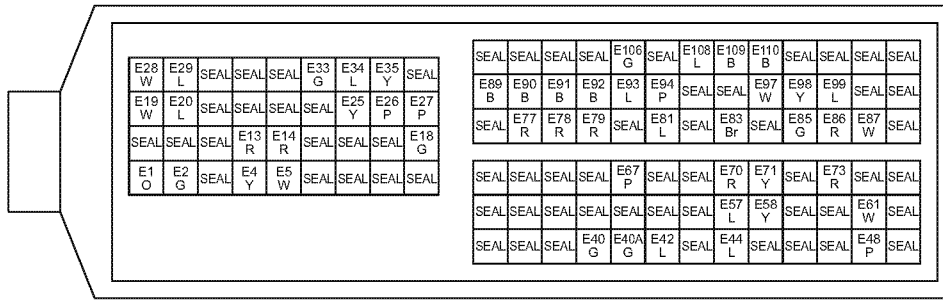 E28 W E29 L SEAL SEAL SEAL E33 G E34 L E35 Y SEAL
E19 W E20 L SEAL SEAL SEAL SEAL E25 Y E26 P E27 P
SEAL SEAL SEAL E13 R E14 R SEAL SEAL SEAL E18 G
E1 O E2 G SEAL E4 Y E5 W SEAL SEAL SEAL SEAL
SEAL SEAL SEAL SEAL E106 G SEAL E108 L E109 B E110 B SEAL SEAL SEAL SEAL
E89 B E90 B E91 B E92 B E93 L E94 P SEAL SEAL E97 W E98 Y E99 L SEAL SEAL
SEAL E77 R E78 R E79 R SEAL E81 L SEAL E83 Br SEAL E85 G E86 R E87 W SEAL
SEAL SEAL SEAL SEAL E67 P SEAL SEAL E70 R E71 Y SEAL E73 R SEAL SEAL
SEAL SEAL SEAL SEAL SEAL SEAL SEAL E57 L E58 Y SEAL SEAL E61 W SEAL
SEAL SEAL SEAL E40 G E40A G E42 L SEAL E44 L SEAL SEAL SEAL E48 P SEAL